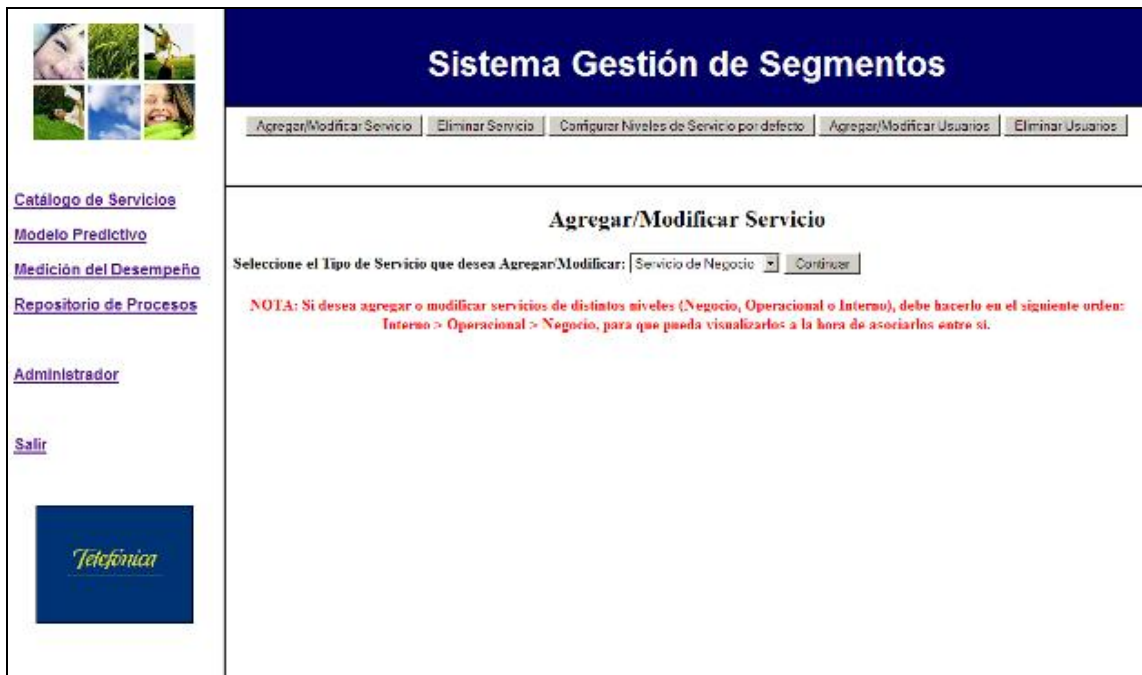 Sistema Gestión de Segmentos
Agregar/Modificar Servicio
Eliminar Servicio
Configurar Niveles de Servicio por defecto
Agregar/Modificar Usuarios
Eliminar Usuarios
Catálogo de Servicios
Modelo Predictivo
Medición del Desempeño
Repositorio de Procesos
Administrador
Salir
Telefónica
Agregar/Modificar Servicio
Seleccione el Tipo de Servicio que desea Agregar/Modificar: Servicio de Negocio Continuar
NOTA: Si desea agregar o modificar servicios de distintos niveles (Negocio, Operacional o Interno), debe hacerlo en el siguiente orden:
Interno > Operacional > Negocio, para que pueda visualizarlos a la hora de asociarlos entre si.